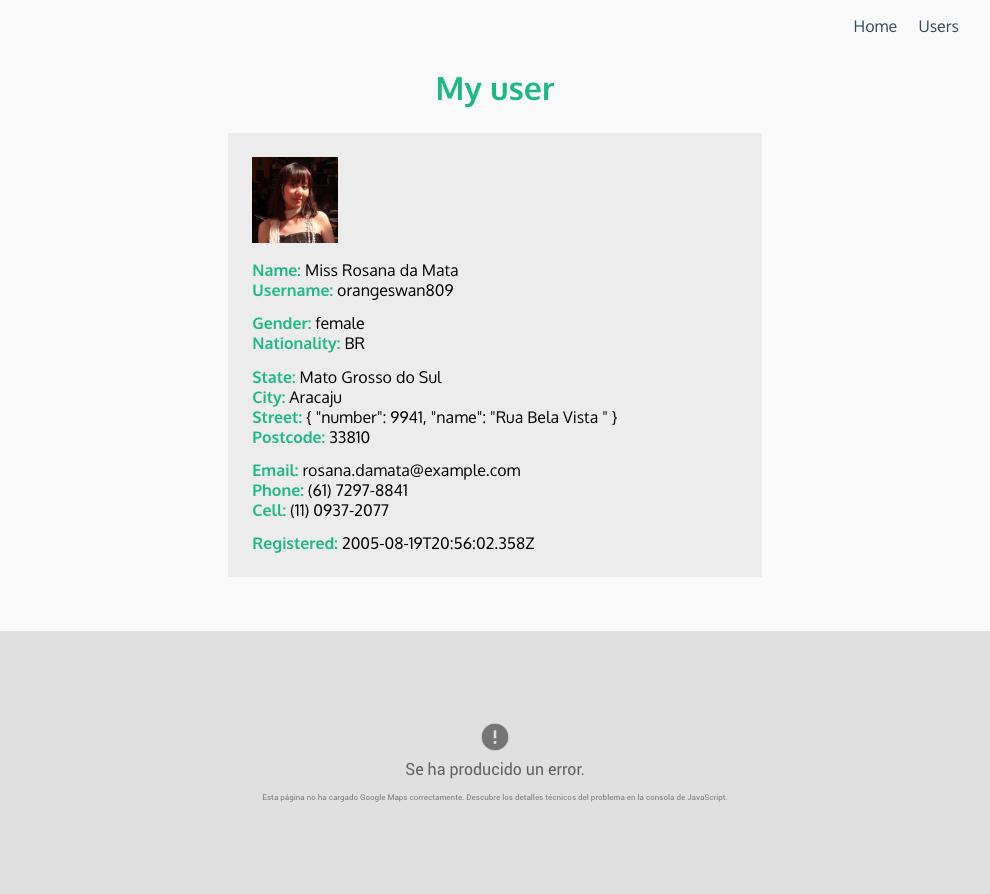 Home Users
My user
Name: Miss Rosana da Mata
Username: orangeswan809
Gender: female
Nationality: BR
State: Mato Grosso do Sul
City: Aracaju
Street: { "number": 9941, "name": "Rua Bela Vista " }
Postcode: 33810
Email: rosana.damata@example.com
Phone: (61) 7297-8841
Cell: (11) 0937-2077
Registered: 2005-08-19T20:56:02.358Z
Se ha producido un error.
Esta página no ha cargado Google Maps correctamente. Descubre los detalles técnicos del problema en la consola de JavaScript.